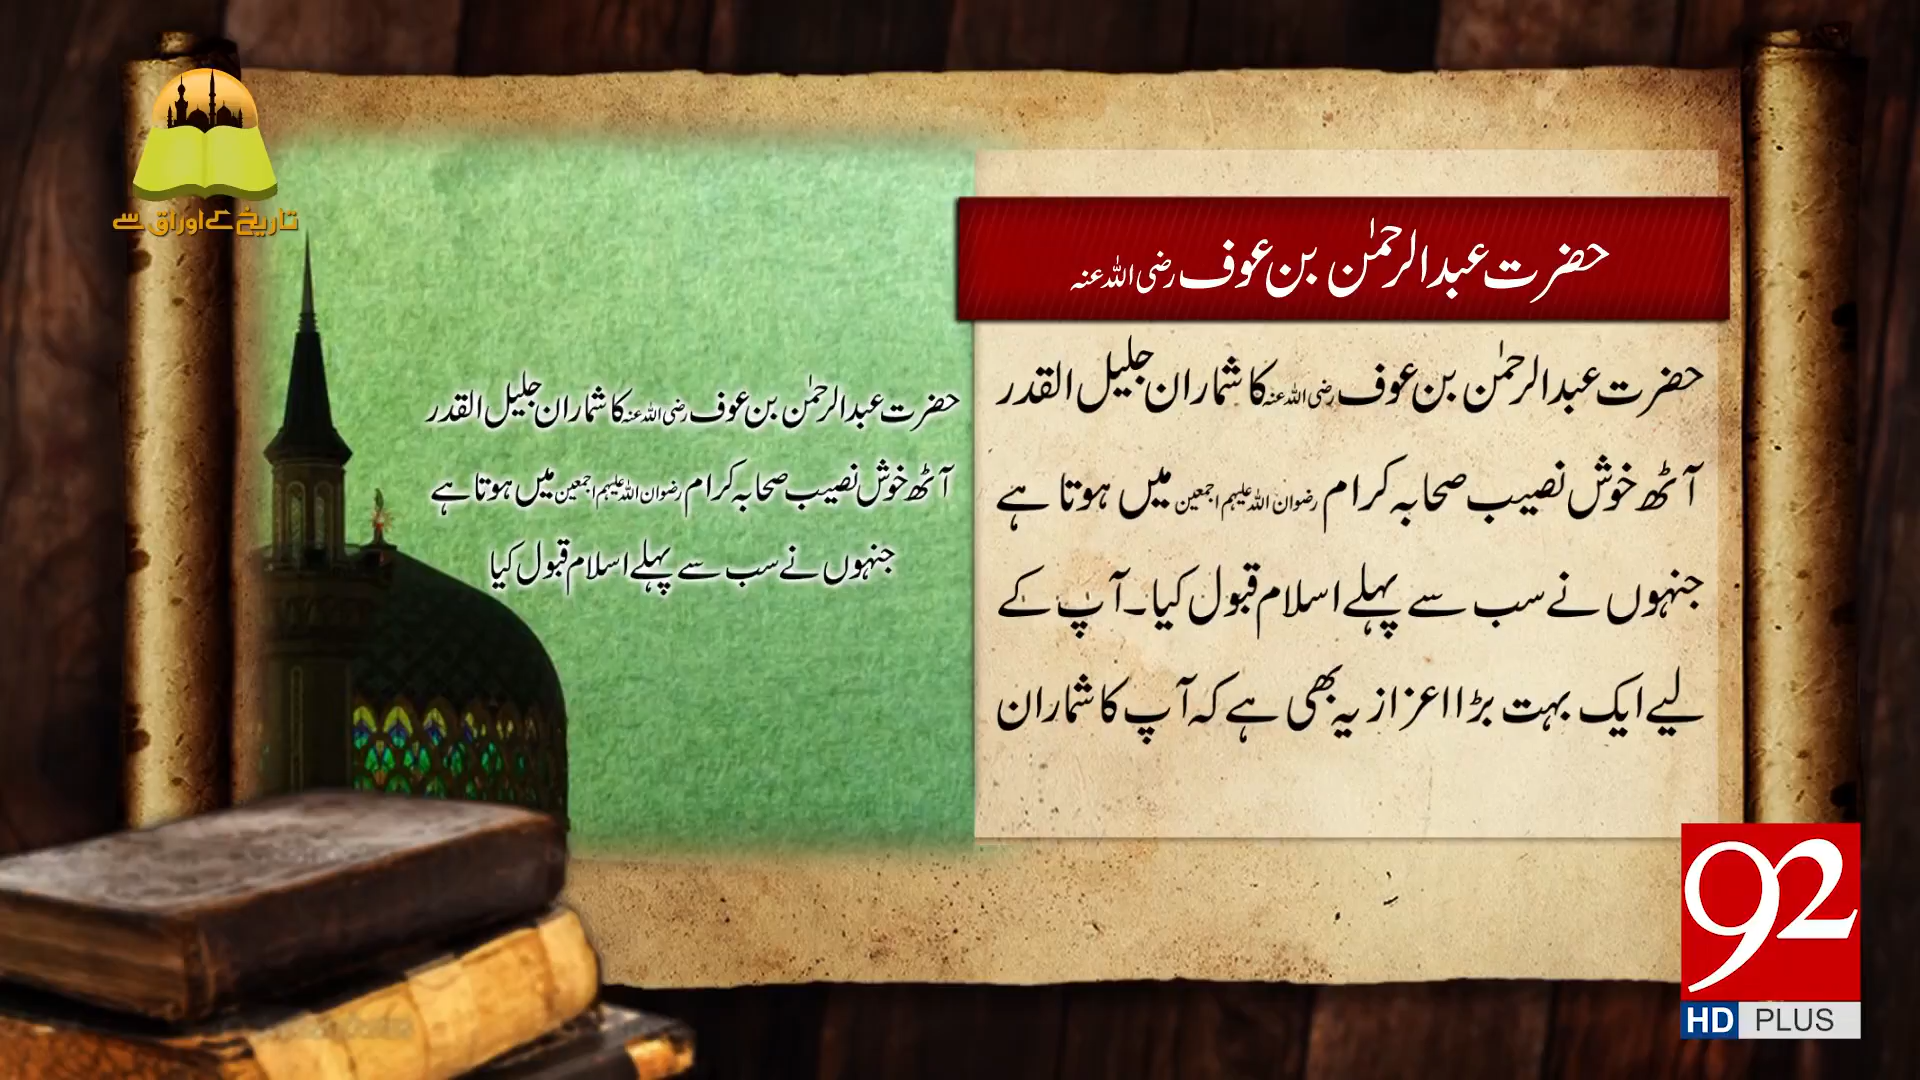 تاریخ کے اوراق سے
حضرت عبدالرحمٰن بن عوف رضی اللہ عنہ
حضرت عبدالرحمٰن بن عوف رضی اللہ عنہ کا شمار ان جلیل القدر
آٹھ خوش نصیب صحابہ کرام رضوان اللہ علیہم اجمعین میں ہوتا ہے
جنہوں نے سب سے پہلے اسلام قبول کیا۔ آپ کے
لیے ایک بہت بڑا اعزاز یہ بھی ہے کہ آپ کا شمار ان
حضرت عبدالرحمٰن بن عوف رضی اللہ عنہ کا شمار ان جلیل القدر
آٹھ خوش نصیب صحابہ کرام رضوان اللہ علیہم اجمعین میں ہوتا ہے
جنہوں نے سب سے پہلے اسلام قبول کیا
92
HD PLUS